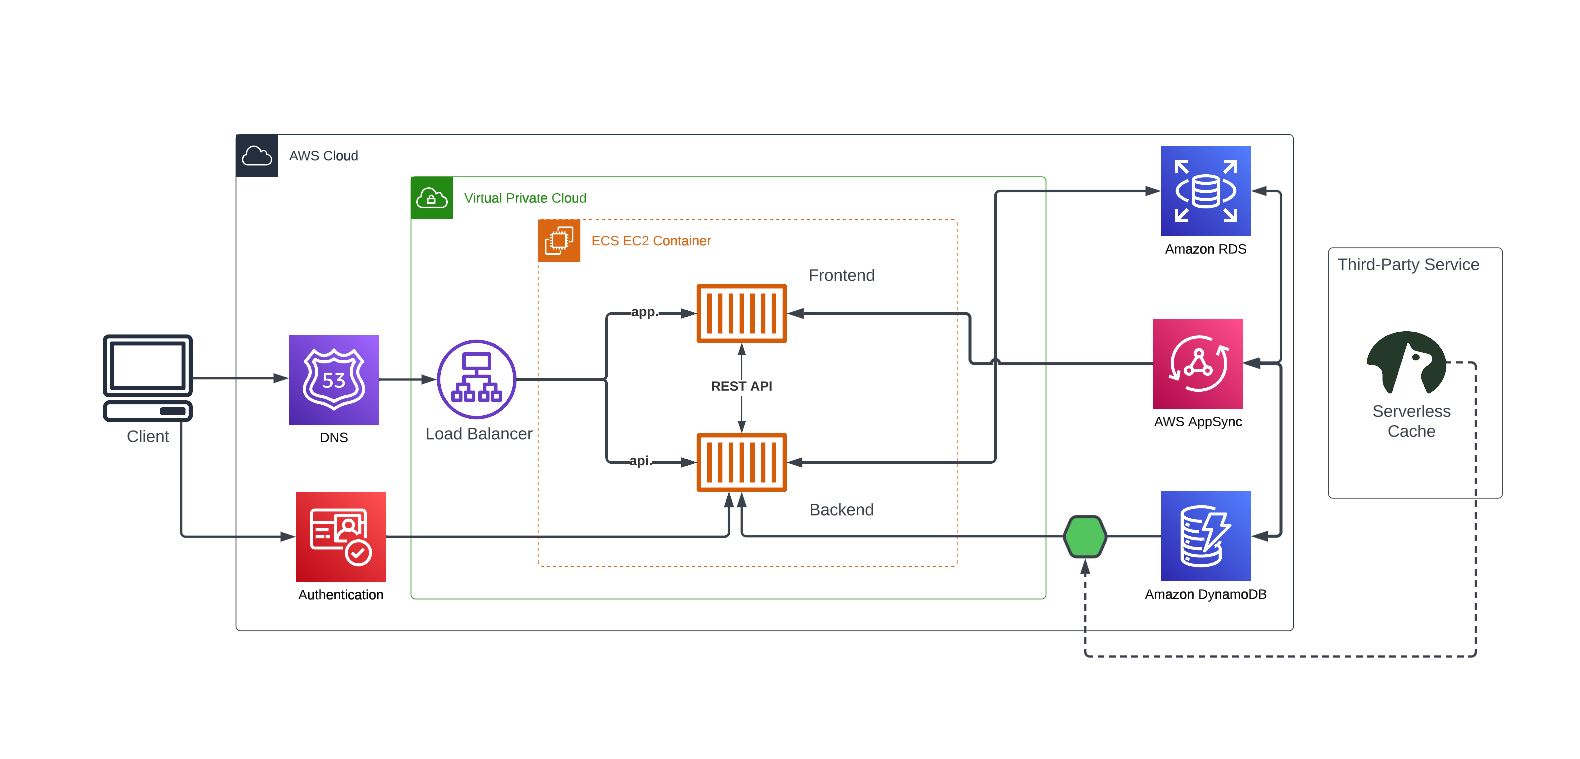 AWS Cloud
Virtual Private Cloud
ECS EC2 Container
Frontend
app.
REST API
api.
Backend
Client
53
DNS
Load Balancer
Authentication
Amazon RDS
AWS AppSync
Amazon DynamoDB
Third-Party Service
Serverless
Cache